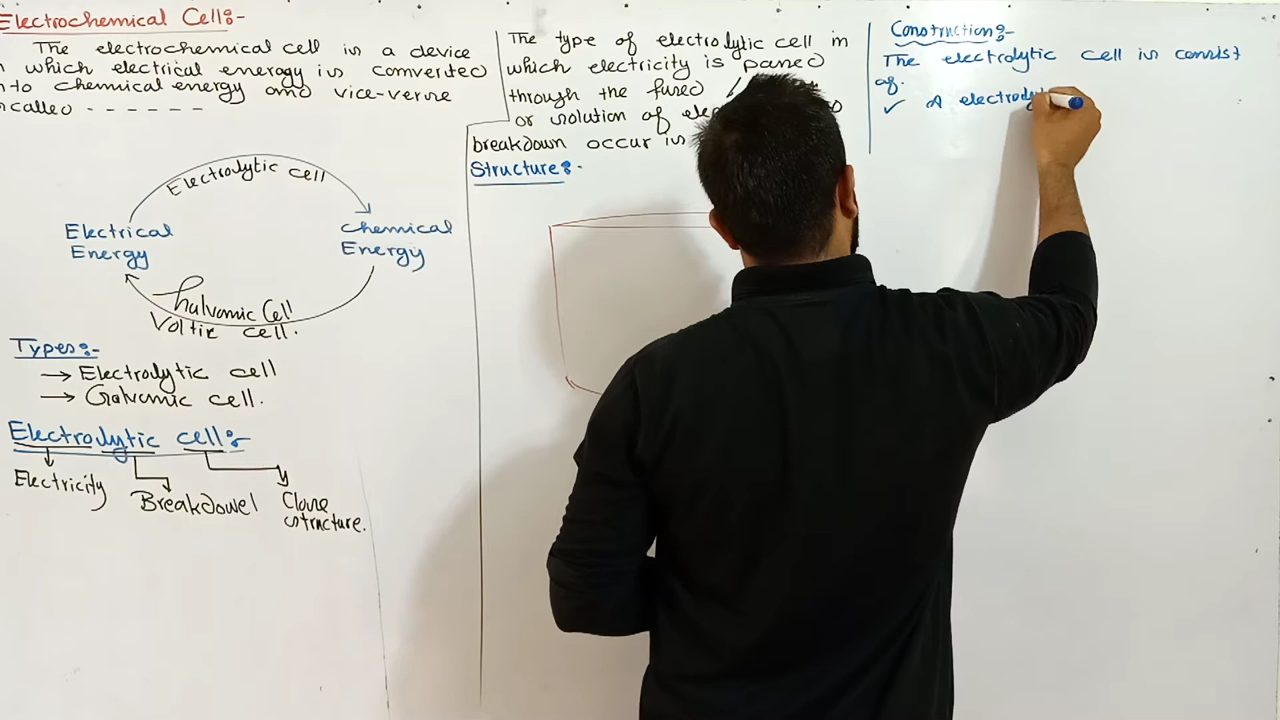 Electrochemical Cell:-
The electrochemical cell is a device
which electrical energy is converted
to chemical energy and vice-verse
called - - - - - -
Electrolytic cell
Electrical
Energy
Chemical
Energy
Galvanic Cell
Voltic cell.
Types:-
→ Electrolytic cell
→ Galvanic cell.
Electrolytic cell:-
Electricity
Breakdowel
Close
structure.
The type of electrolytic cell in
which electricity is passed
through the fused /
or solution of
breakdown occur is
Structure:-
Construction:-
The electrolytic cell is consist
of.
✓ A